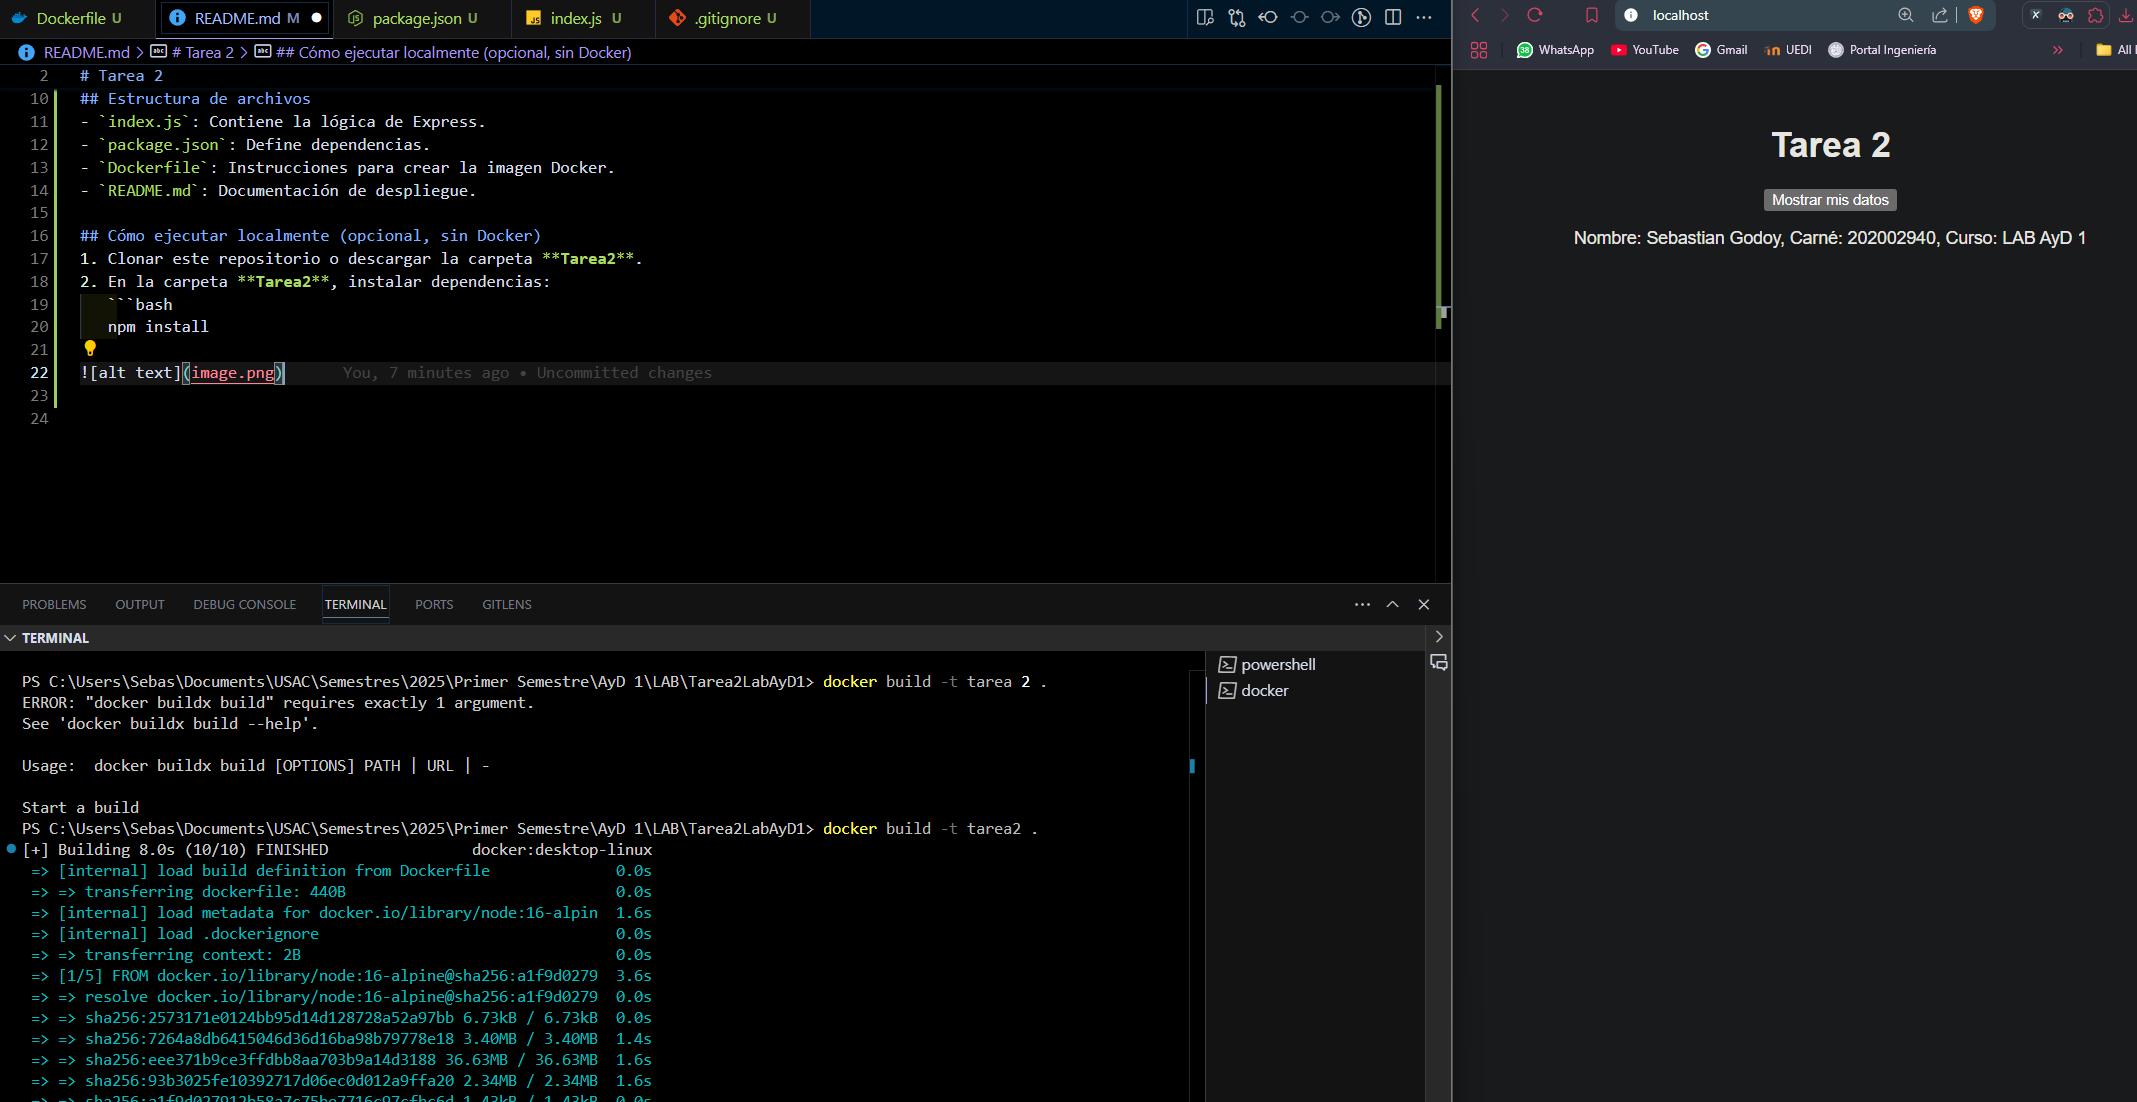 Dockerfile U
README.md M
package.json U
index.js U
.gitignore U
README.md > # Tarea 2 > ## Cómo ejecutar localmente (opcional, sin Docker)
2 # Tarea 2
10 ## Estructura de archivos
11 - `index.js`: Contiene la lógica de Express.
12 - `package.json`: Define dependencias.
13 - `Dockerfile`: Instrucciones para crear la imagen Docker.
14 - `README.md`: Documentación de despliegue.
15
16 ## Cómo ejecutar localmente (opcional, sin Docker)
17 1. Clonar este repositorio o descargar la carpeta **Tarea2**.
18 2. En la carpeta **Tarea2**, instalar dependencias:
19 ```bash
20 npm install
21
22 ![alt text](image.png) You, 7 minutes ago • Uncommitted changes
23
24
PROBLEMS OUTPUT DEBUG CONSOLE TERMINAL PORTS GITLENS
TERMINAL
PS C:\Users\Sebas\Documents\USAC\Semestres\2025\Primer Semestre\AyD 1\LAB\Tarea2LabAyD1> docker build -t tarea 2 .
ERROR: "docker buildx build" requires exactly 1 argument.
See 'docker buildx build --help'.
Usage:  docker buildx build [OPTIONS] PATH | URL | -
Start a build
PS C:\Users\Sebas\Documents\USAC\Semestres\2025\Primer Semestre\AyD 1\LAB\Tarea2LabAyD1> docker build -t tarea2 .
[+] Building 8.0s (10/10) FINISHED docker:desktop-linux
=> [internal] load build definition from Dockerfile 0.0s
=> => transferring dockerfile: 440B 0.0s
=> [internal] load metadata for docker.io/library/node:16-alpin 1.6s
=> [internal] load .dockerignore 0.0s
=> => transferring context: 2B 0.0s
=> [1/5] FROM docker.io/library/node:16-alpine@sha256:a1f9d0279 3.6s
=> => resolve docker.io/library/node:16-alpine@sha256:a1f9d0279 0.0s
=> => sha256:2573171e0124bb95d14d128728a52a97bb 6.73kB / 6.73kB 0.0s
=> => sha256:7264a8db6415046d36d16ba98b79778e18 3.40MB / 3.40MB 1.4s
=> => sha256:eee371b9ce3ffdbb8aa703b9a14d3188 36.63MB / 36.63MB 1.6s
=> => sha256:93b3025fe10392717d06ec0d012a9ffa20 2.34MB / 2.34MB 1.6s
powershell
docker
localhost
WhatsApp YouTube Gmail UEDI Portal Ingeniería » All
Tarea 2
Mostrar mis datos
Nombre: Sebastian Godoy, Carné: 202002940, Curso: LAB AyD 1